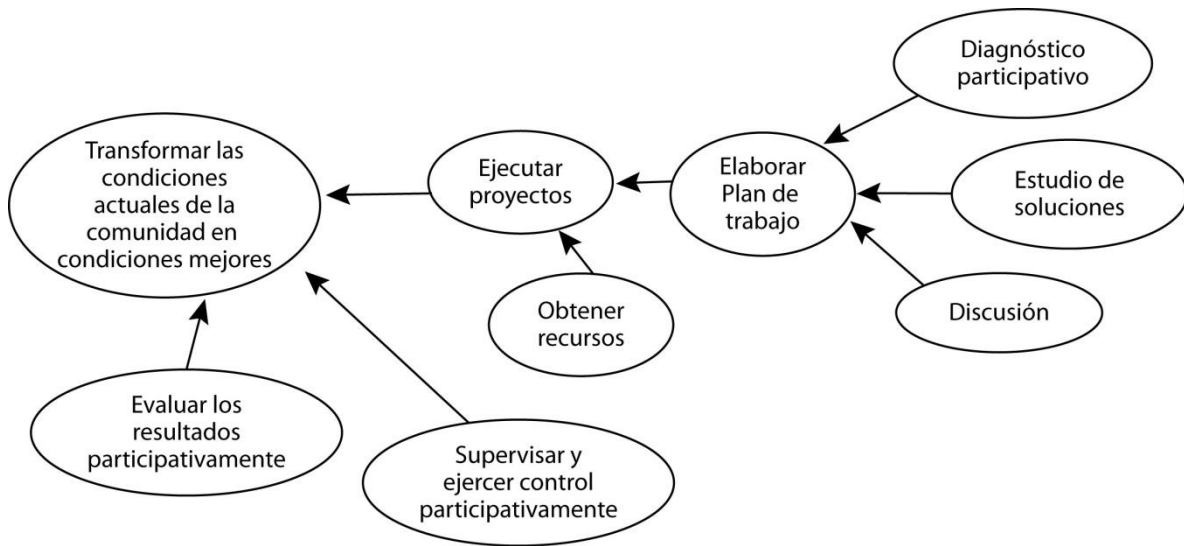 Diagnóstico
participativo
Transformar las
condiciones
actuales de la
comunidad en
condiciones mejores
Ejecutar
proyectos
Elaborar
Plan de
trabajo
Estudio de
soluciones
Obtener
recursos
Discusión
Evaluar los
resultados
participativamente
Supervisar y
ejercer control
participativamente